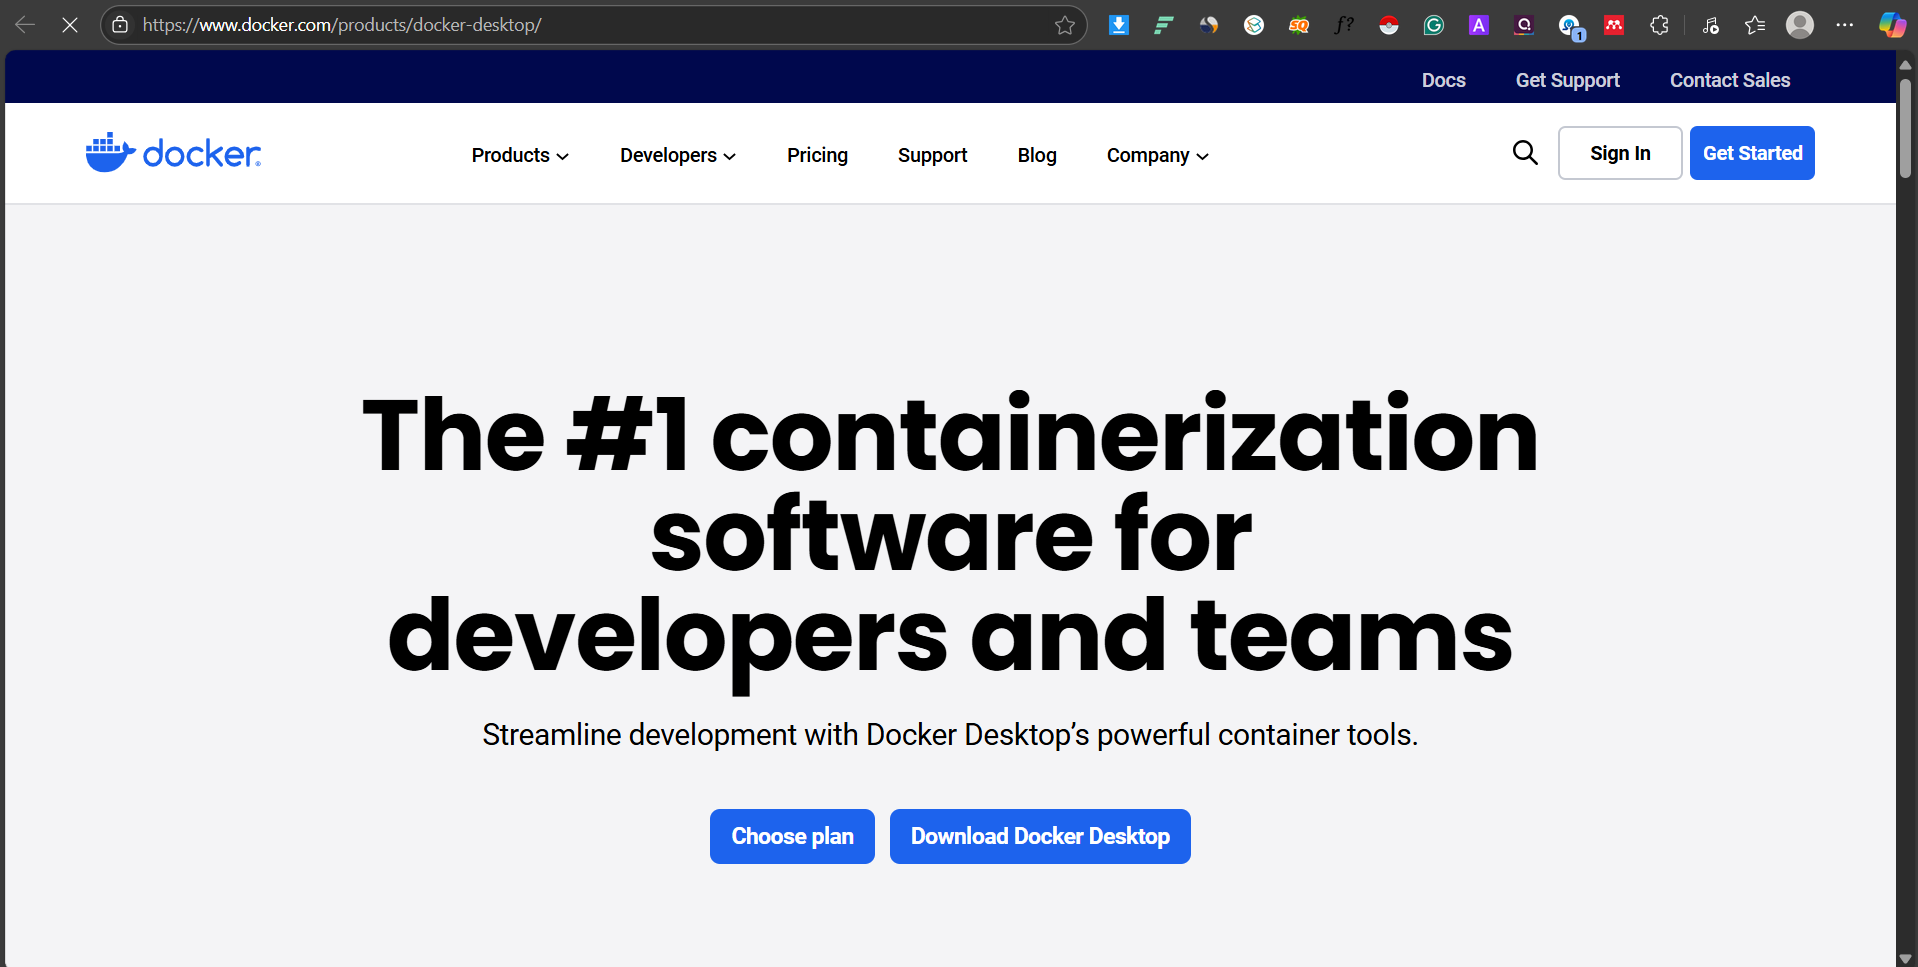 https://www.docker.com/products/docker-desktop/
1
Docs Get Support Contact Sales
docker
Products Developers Pricing Support Blog Company Sign In Get Started
The #1 containerization
software for
developers and teams
Streamline development with Docker Desktop’s powerful container tools.
Choose plan Download Docker Desktop